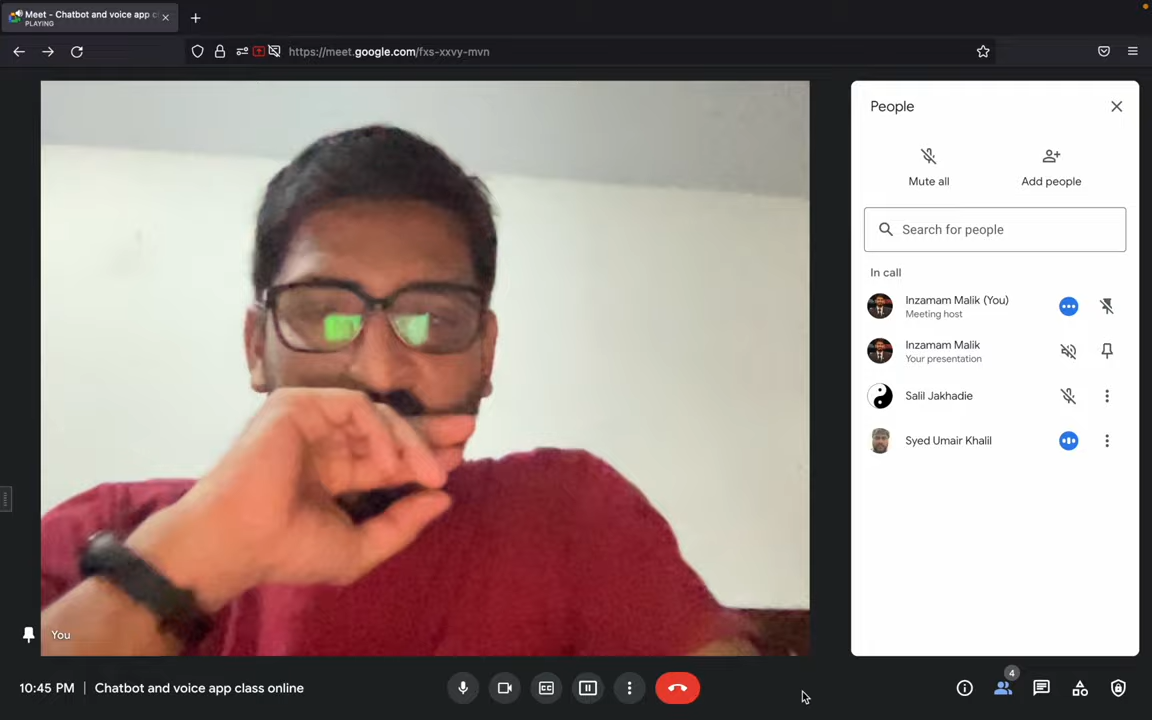 Meet - Chatbot and voice app c
PLAYING
https://meet.google.com/fxs-xxvy-mvn
People
Mute all
Add people
Search for people
In call
Inzamam Malik (You)
Meeting host
Inzamam Malik
Your presentation
Salil Jakhadie
Syed Umair Khalil
You
10:45 PM | Chatbot and voice app class online
CC
4